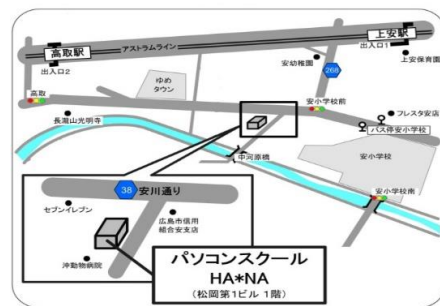 高取駅
アストラムライン
上安駅
出入口2
出入口1
高取
ゆめ
タウン
安幼稚園
268
上安保育園
安小学校前
フレスタ安店
長瀧山光明寺
バス停安小学校
中河原橋
安小学校
安小学校南
38 安川通り
セブンイレブン
広島市信用
組合安支店
沖動物病院
パソコンスクール
HA*NA
(松岡第1ビル 1階)